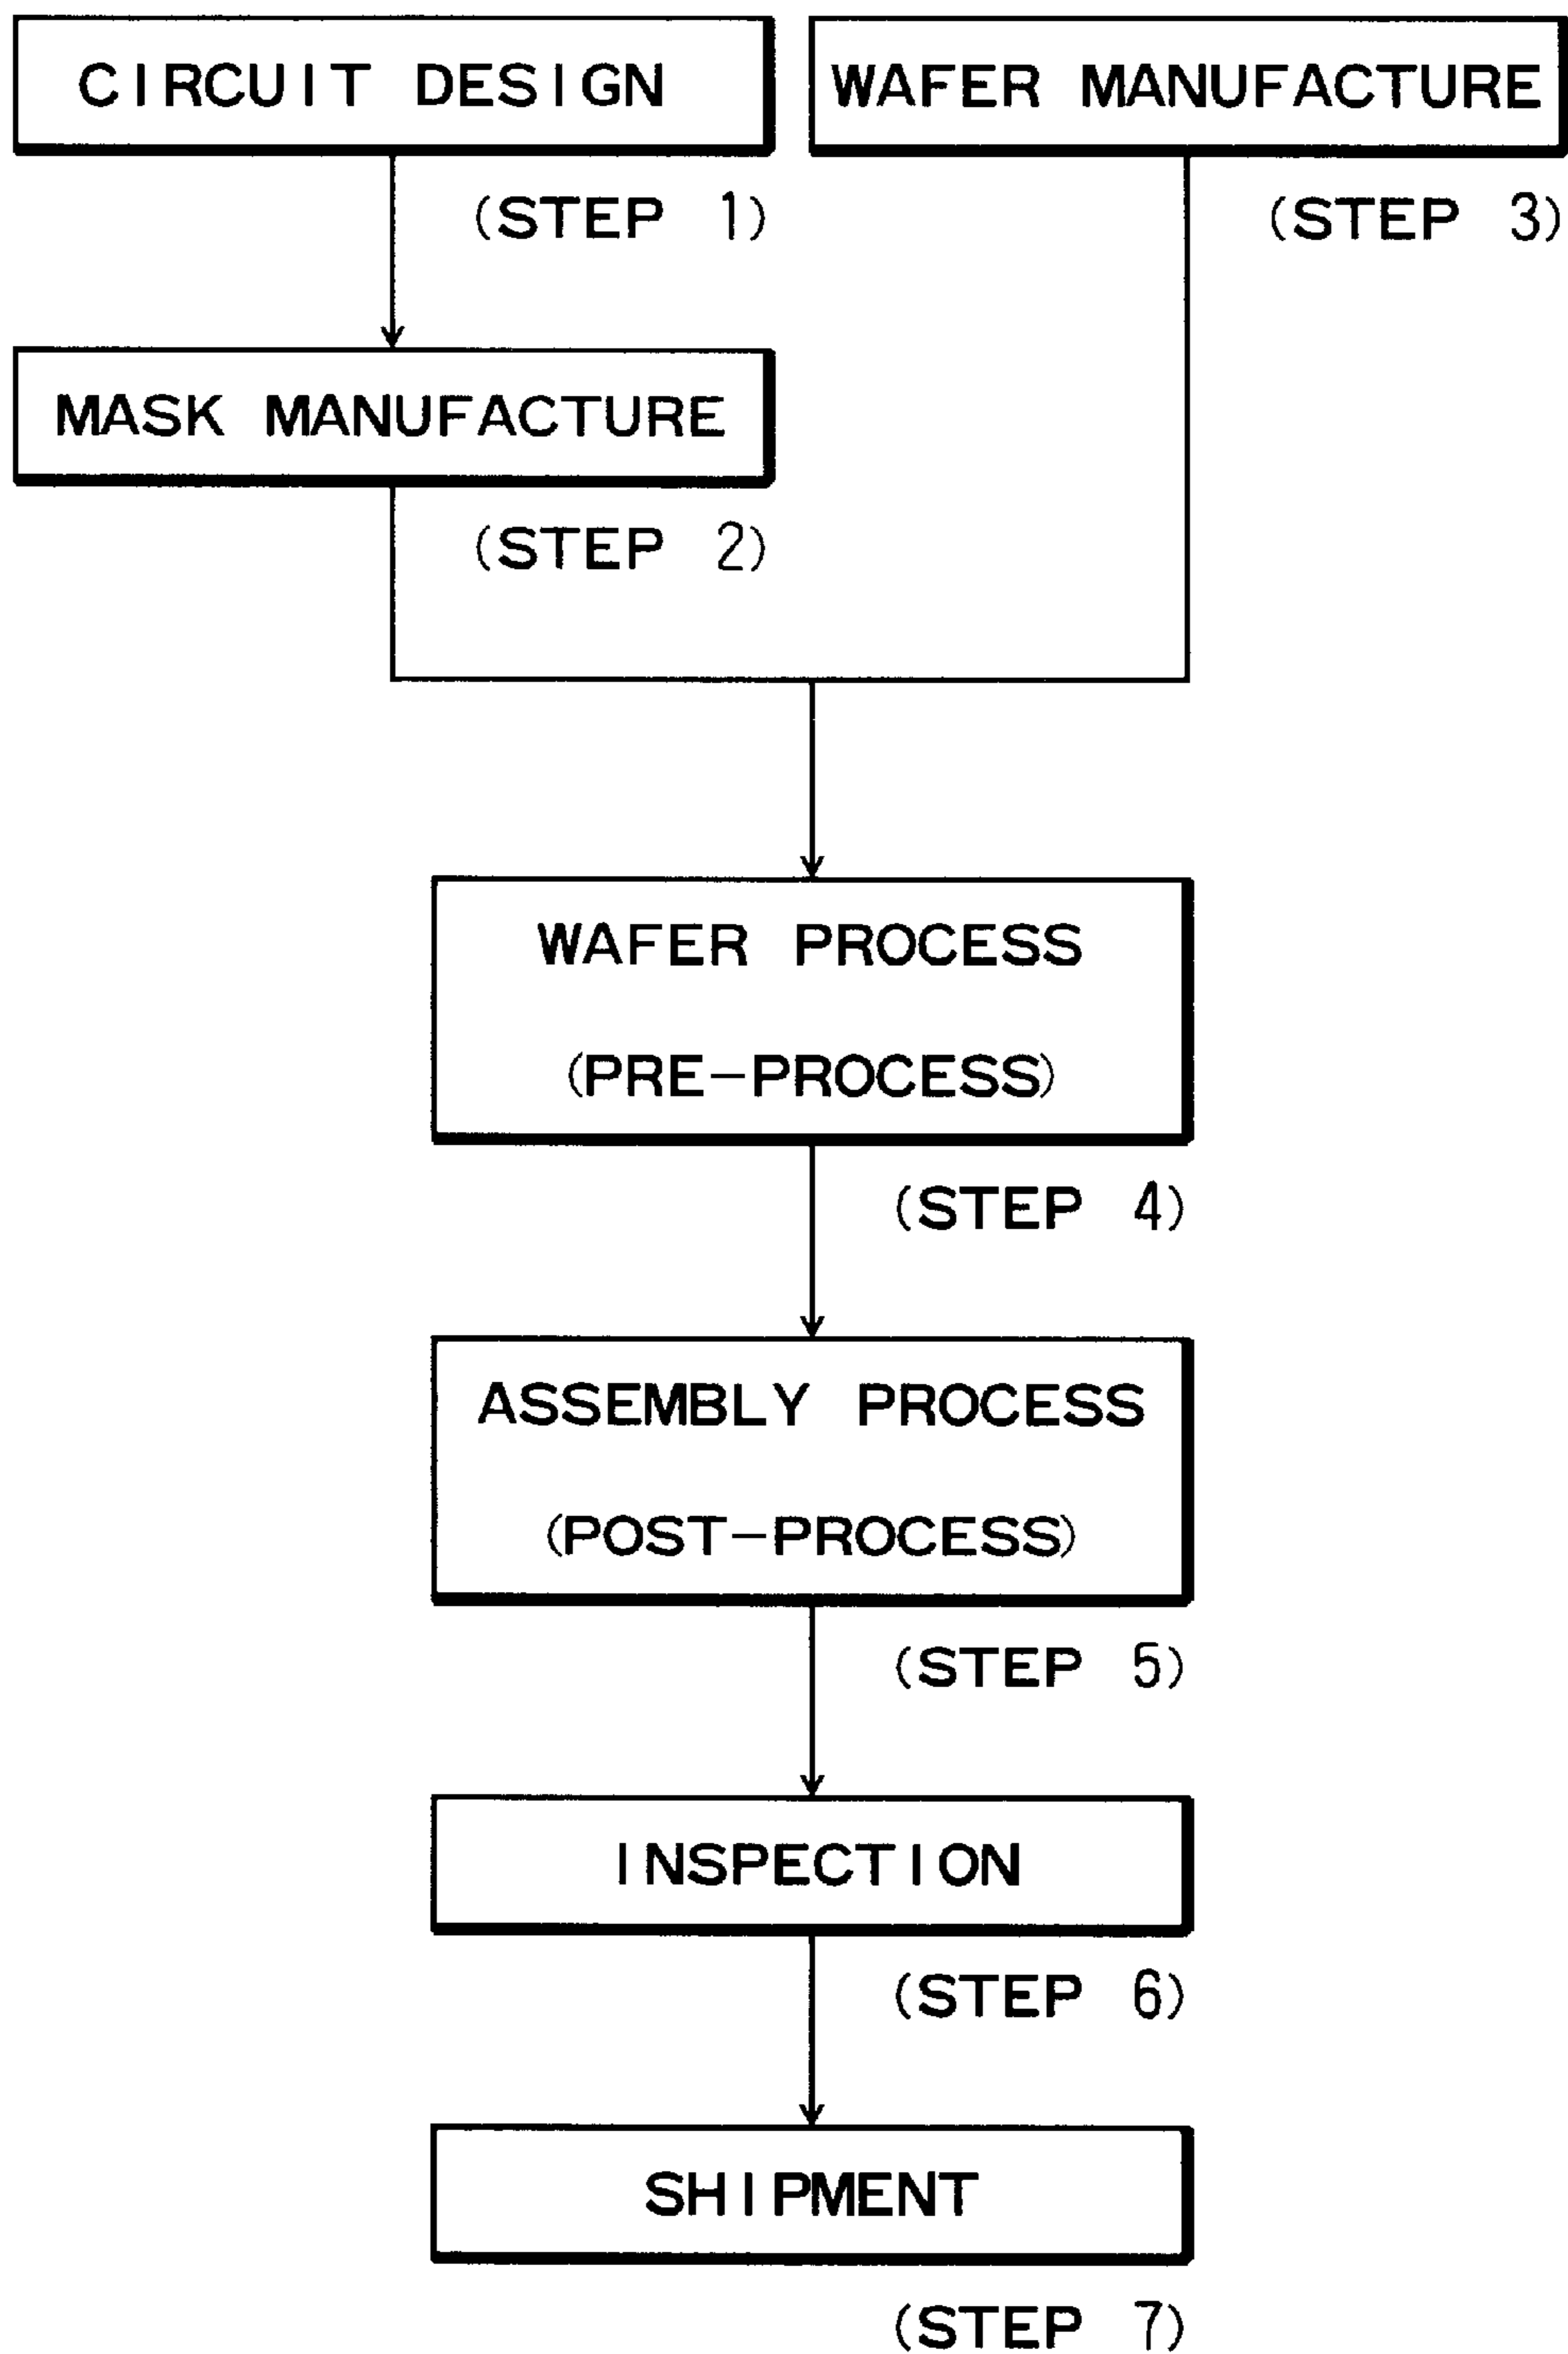 CIRCUIT DESIGN
(STEP 1)
WAFER MANUFACTURE
(STEP 3)
MASK MANUFACTURE
(STEP 2)
WAFER PROCESS
(PRE-PROCESS)
(STEP 4)
ASSEMBLY PROCESS
(POST-PROCESS)
(STEP 5)
INSPECTION
(STEP 6)
SHIPMENT
(STEP 7)